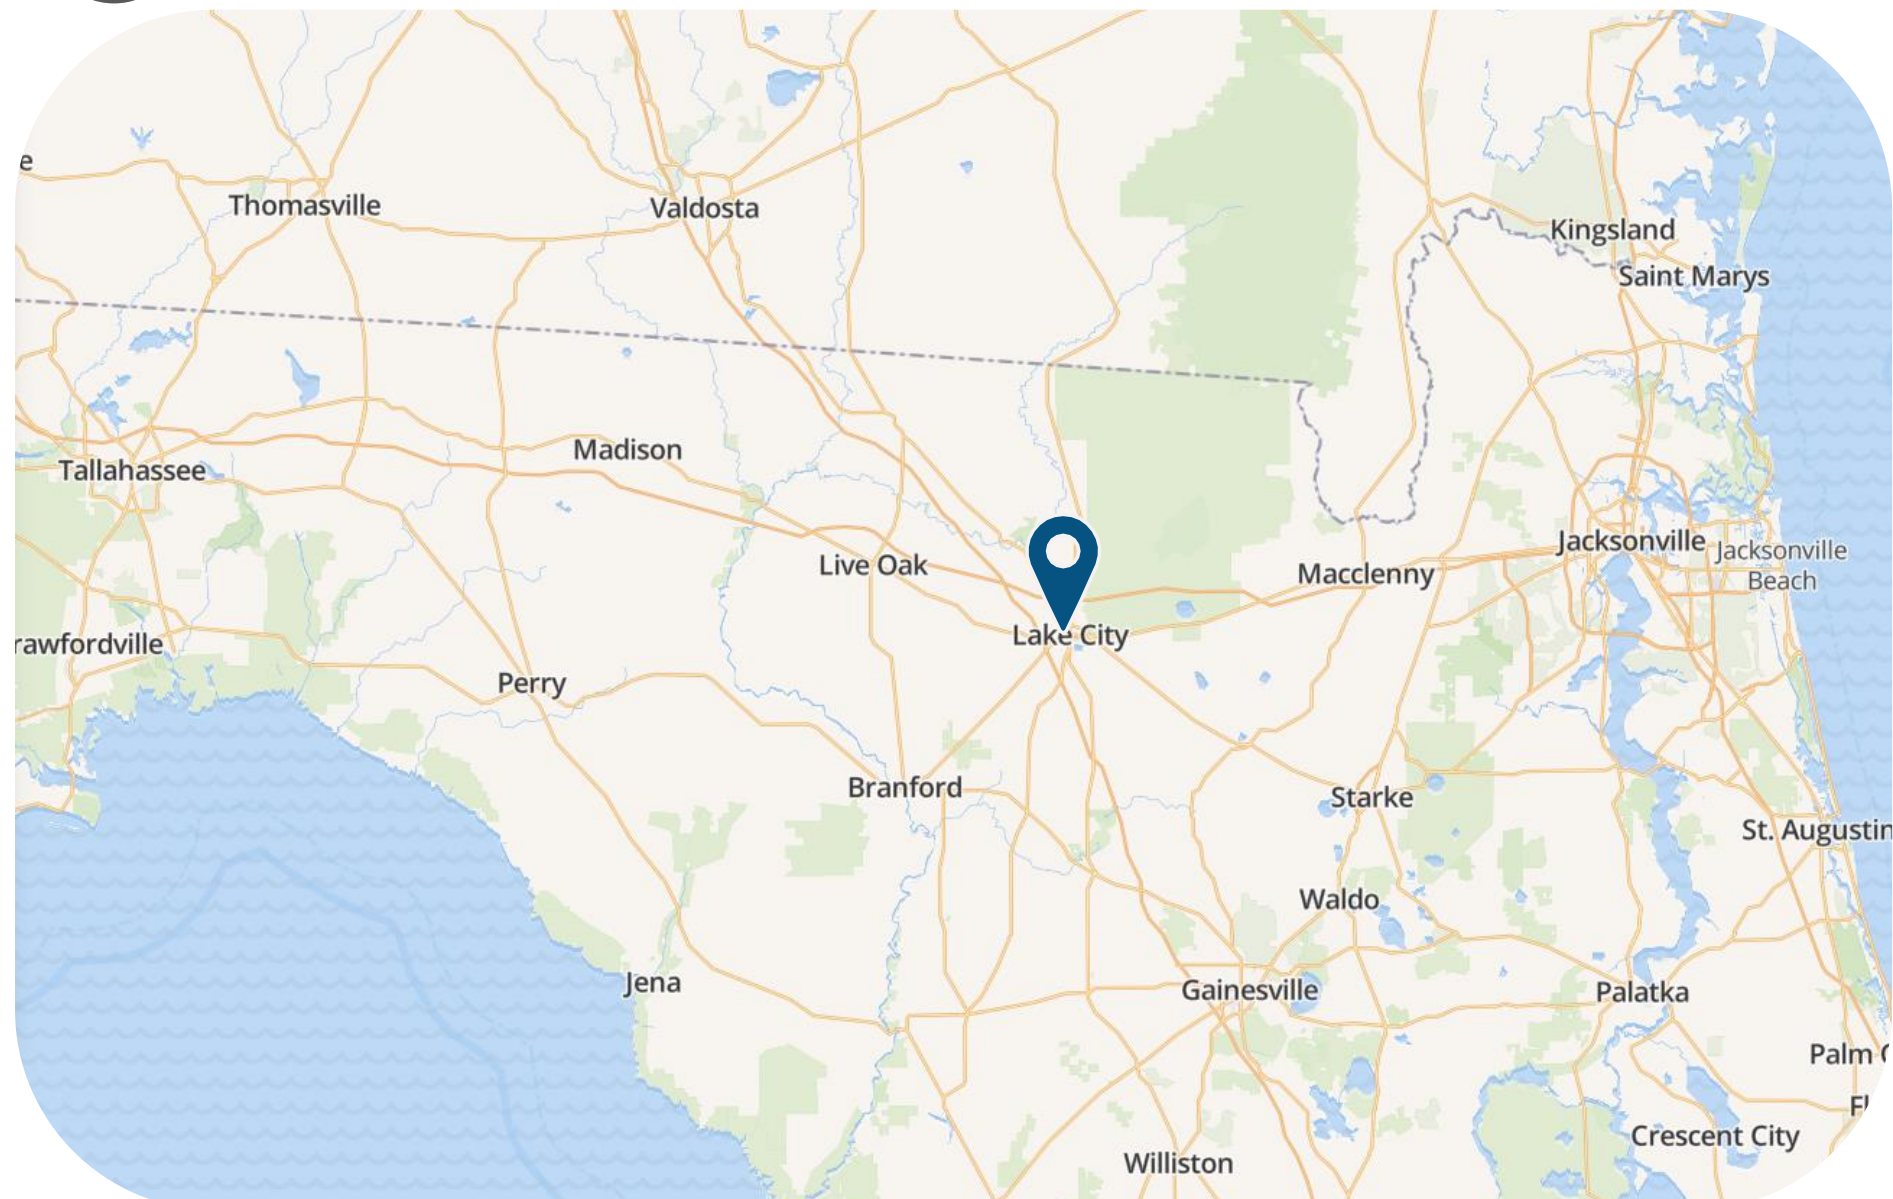 e
Thomasville
Valdosta
Kingsland
Saint Marys
Madison
Tallahassee
Jacksonville
Jacksonville
Beach
Live Oak
Macclenny
Lake City
rawfordville
Perry
Branford
Starke
St. Augustin
Waldo
Jena
Gainesville
Palatka
Palm
Fl
Crescent City
Williston